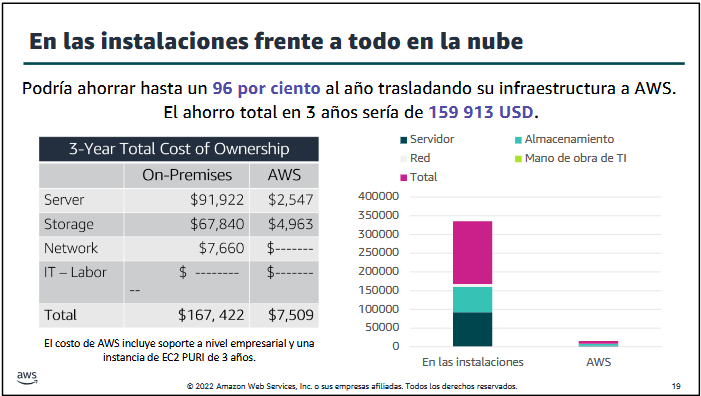 En las instalaciones frente a todo en la nube
Podría ahorrar hasta un 96 por ciento al año trasladando su infraestructura a AWS.
El ahorro total en 3 años sería de 159 913 USD.
3-Year Total Cost of Ownership
On-Premises AWS
Server $91,922 $2,547
Storage $67,840 $4,963
Network $7,660 $-------
IT – Labor $ -------- $-------
--
Total $167, 422 $7,509
El costo de AWS incluye soporte a nivel empresarial y una
instancia de EC2 PURI de 3 años.
Servidor Almacenamiento
Red Mano de obra de TI
Total
400000
350000
300000
250000
200000
150000
100000
50000
0
En las instalaciones AWS
aws
© 2022 Amazon Web Services, Inc. o sus empresas afiliadas. Todos los derechos reservados.
19